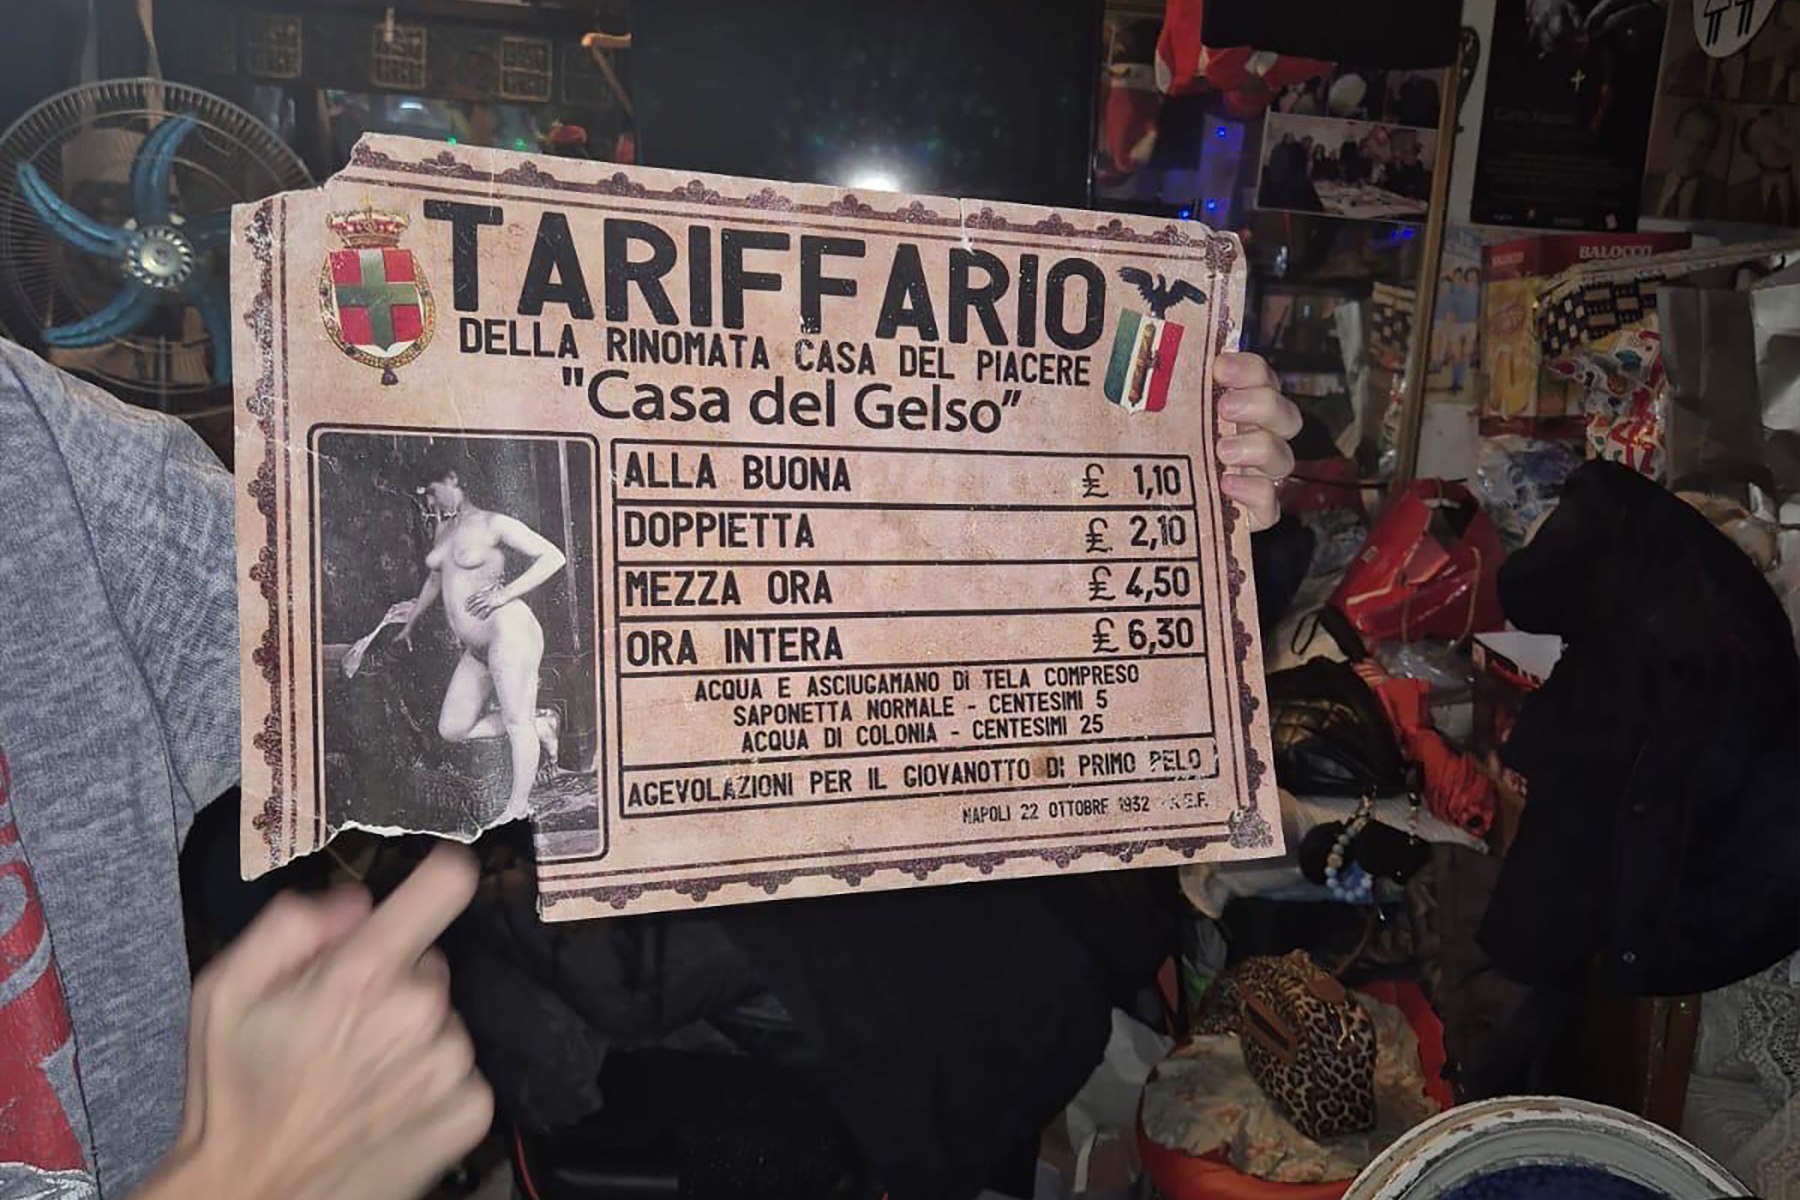 TARIFFARIO
DELLA RINOMATA CASA DEL PIACERE
"Casa del Gelso"
ALLA BUONA £ 1,10
DOPPIETTA £ 2,10
MEZZA ORA £ 4,50
ORA INTERA £ 6,30
ACQUA E ASCIUGAMANO DI TELA COMPRESO
SAPONETTA NORMALE - CENTESIMI 5
ACQUA DI COLONIA - CENTESIMI 25
AGEVOLAZIONI PER IL GIOVANOTTO DI PRIMO PELO
NAPOLI 22 OTTOBRE 1932 E.F.
BALOCCO